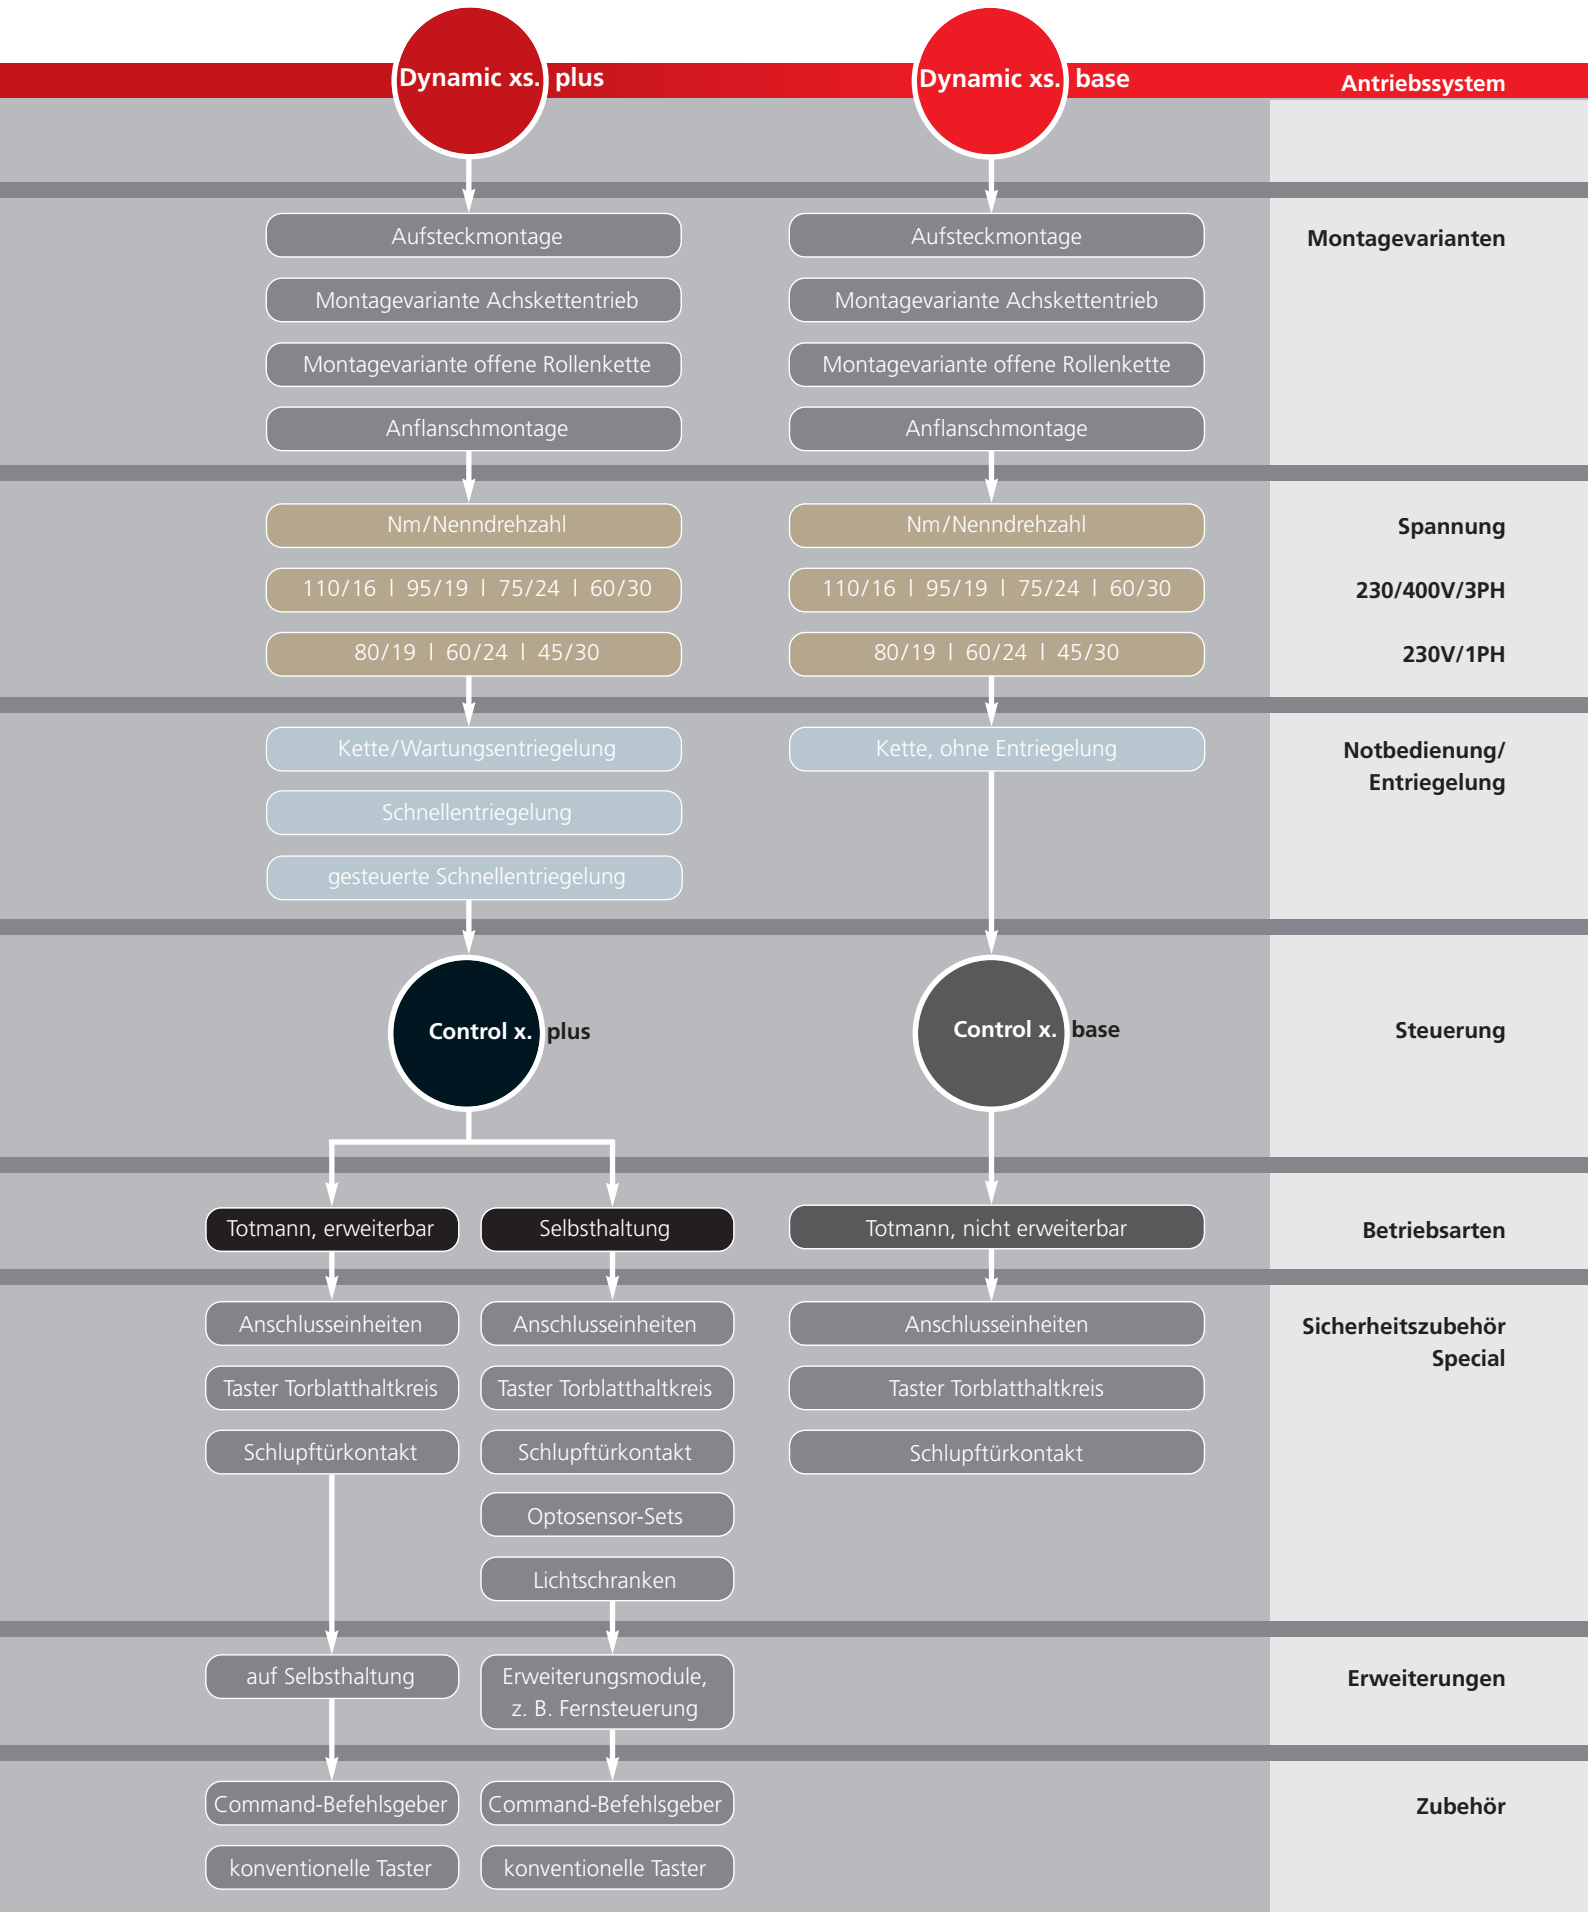 Dynamic xs. plus
Dynamic xs. base
Antriebssystem
Aufsteckmontage
Aufsteckmontage
Montagevarianten
Montagevariante Achskettentrieb
Montagevariante Achskettentrieb
Montagevariante offene Rollenkette
Montagevariante offene Rollenkette
Anflanschmontage
Anflanschmontage
Nm/Nenndrehzahl
Nm/Nenndrehzahl
Spannung
110/16 | 95/19 | 75/24 | 60/30
110/16 | 95/19 | 75/24 | 60/30
230/400V/3PH
80/19 | 60/24 | 45/30
80/19 | 60/24 | 45/30
230V/1PH
Kette/Wartungsentriegelung
Kette, ohne Entriegelung
Notbedienung/
Entriegelung
Schnellentriegelung
gesteuerte Schnellentriegelung
Control x. plus
Control x. base
Steuerung
Totmann, erweiterbar
Selbsthaltung
Totmann, nicht erweiterbar
Betriebsarten
Anschlusseinheiten
Anschlusseinheiten
Anschlusseinheiten
Sicherheitszubehör
Special
Taster Torblatthaltkreis
Taster Torblatthaltkreis
Taster Torblatthaltkreis
Schlupftürkontakt
Schlupftürkontakt
Schlupftürkontakt
Optosensor-Sets
Lichtschranken
auf Selbsthaltung
Erweiterungsmodule,
z. B. Fernsteuerung
Erweiterungen
Command-Befehlsgeber
Command-Befehlsgeber
Zubehör
konventionelle Taster
konventionelle Taster